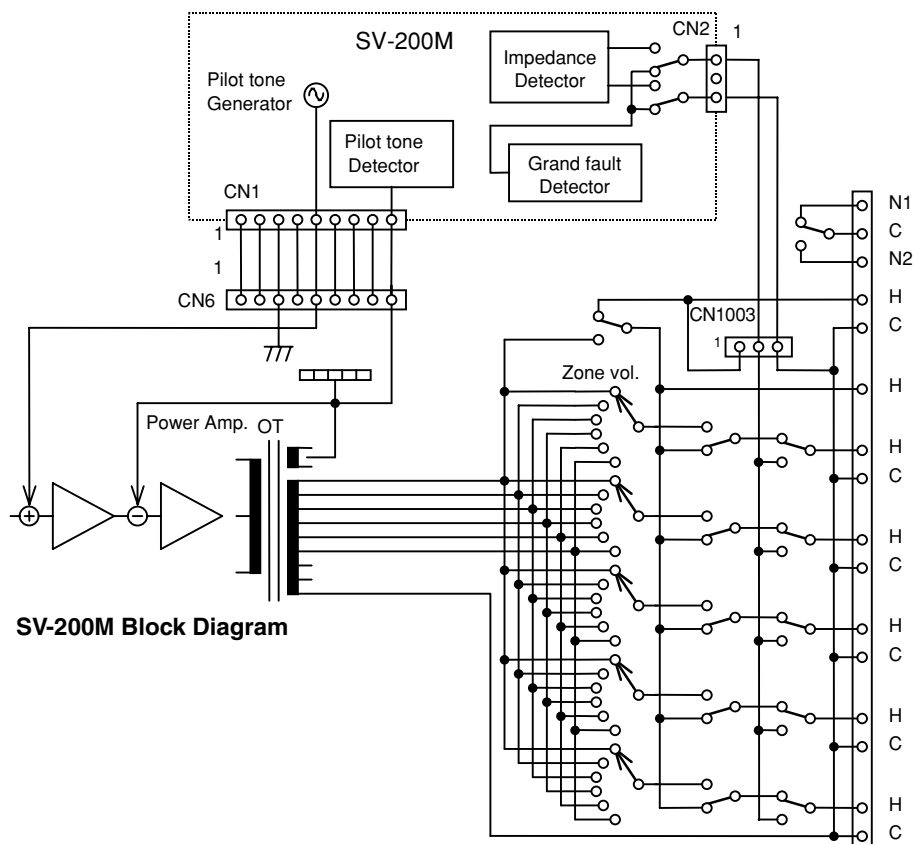 SV-200M
CN2
1
Impedance
Detector
Pilot tone
Generator
Pilot tone
Detector
Grand fault
Detector
CN1
1
1
CN6
N1
C
N2
H
CN1003
C
1
Zone vol.
H
Power Amp.
OT
H
C
H
C
H
C
H
C
H
C
SV-200M Block Diagram